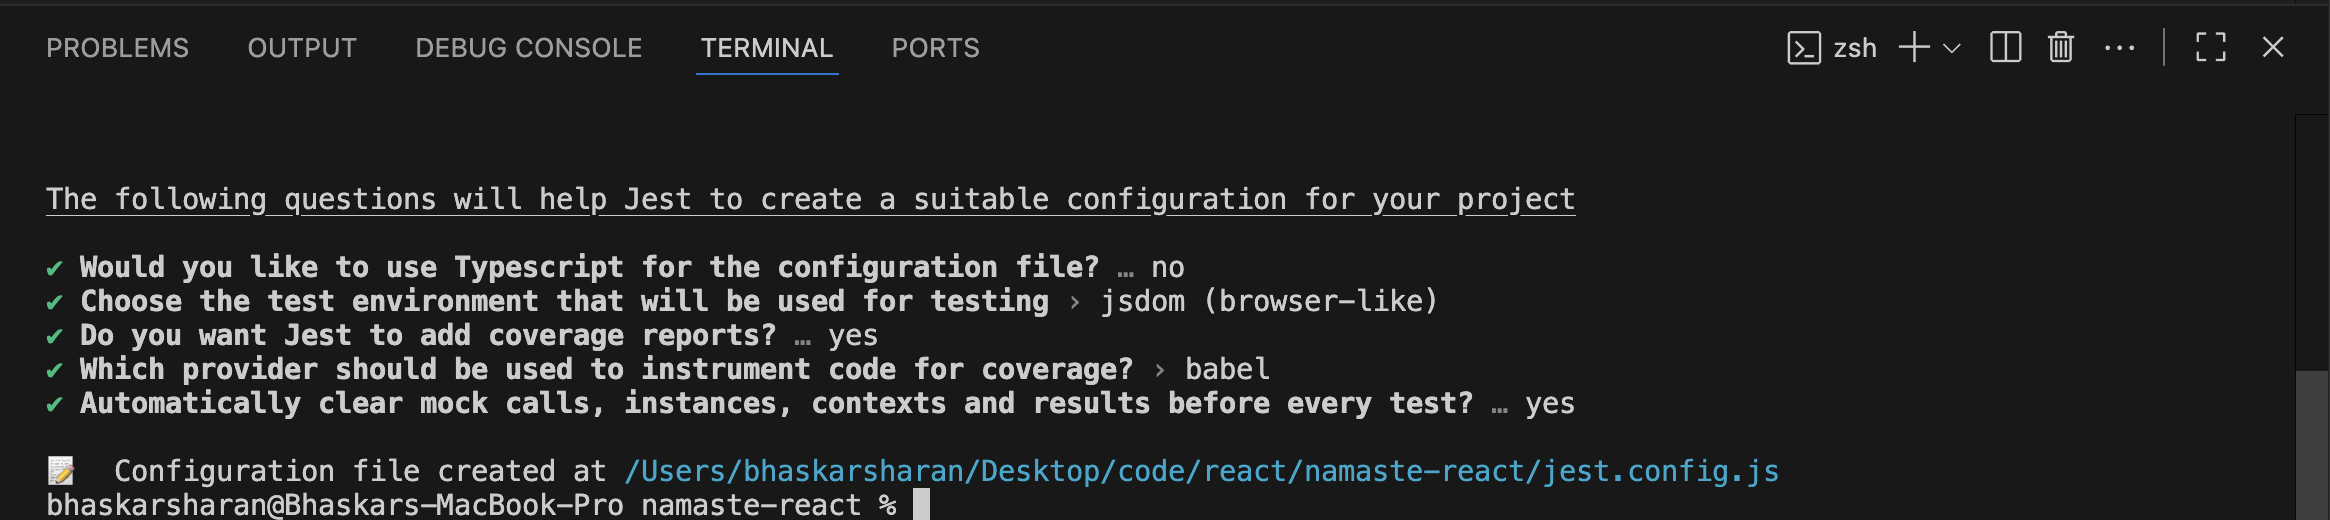 PROBLEMS OUTPUT DEBUG CONSOLE TERMINAL PORTS zsh
The following questions will help Jest to create a suitable configuration for your project
✔ Would you like to use Typescript for the configuration file? … no
✔ Choose the test environment that will be used for testing › jsdom (browser-like)
✔ Do you want Jest to add coverage reports? … yes
✔ Which provider should be used to instrument code for coverage? › babel
✔ Automatically clear mock calls, instances, contexts and results before every test? … yes
📝 Configuration file created at /Users/bhaskarsharan/Desktop/code/react/namaste-react/jest.config.js
bhaskarsharan@Bhaskars-MacBook-Pro namaste-react %